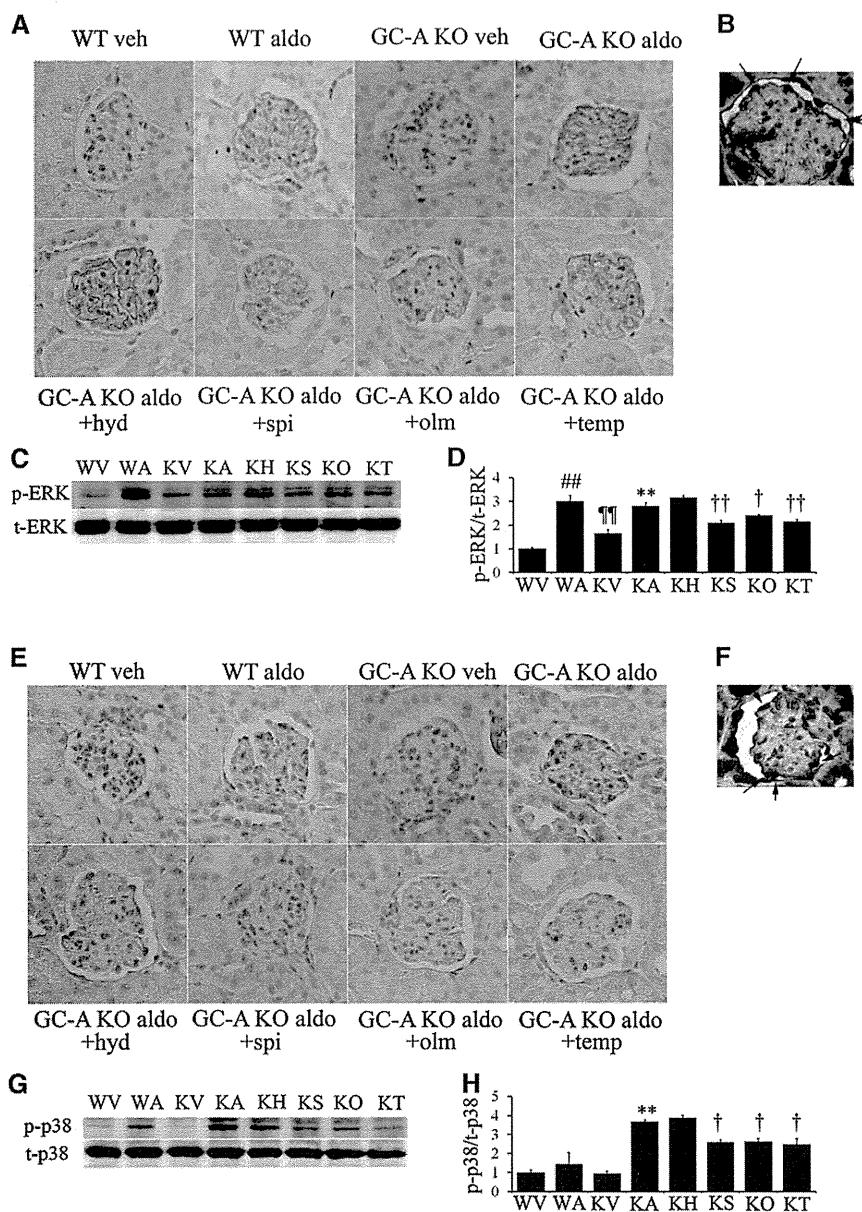 A
WT veh
WT aldo
GC-A KO veh
GC-A KO aldo
B
GC-A KO aldo
+hyd
GC-A KO aldo
+spi
GC-A KO aldo
+olm
GC-A KO aldo
+temp
C
WV WA KV KA KH KS KO KT
p-ERK
t-ERK
D
p-ERK/t-ERK
4
3
2
1
0
##
¶¶
**
††
†
††
WV WA KV KA KH KS KO KT
E
WT veh
WT aldo
GC-A KO veh
GC-A KO aldo
F
GC-A KO aldo
+hyd
GC-A KO aldo
+spi
GC-A KO aldo
+olm
GC-A KO aldo
+temp
G
WV WA KV KA KH KS KO KT
p-p38
t-p38
H
p-p38/t-p38
5
4
3
2
1
0
**
†
†
†
WV WA KV KA KH KS KO KT